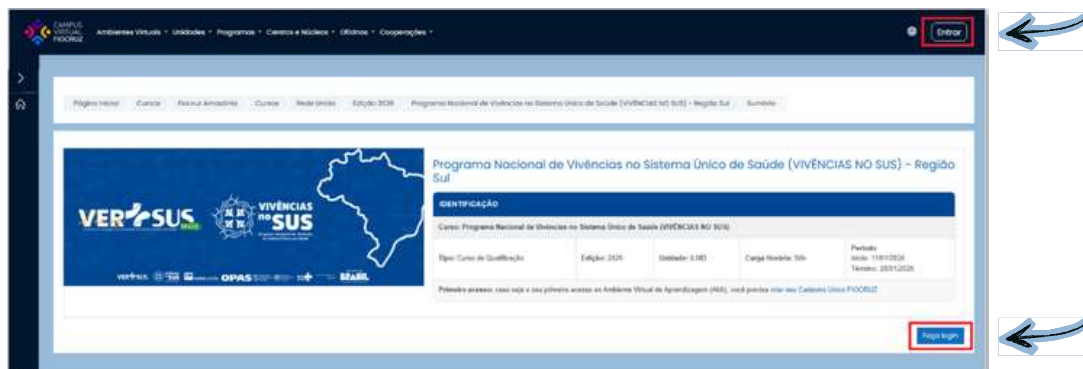 CAMPUS
VIRTUAL
FIOCRUZ
Ambientes Virtuais Unidades Programas Centros e Núcleos Oficinas Cooperações
Entrar
Página Inicial Cursos Fiocruz Amazônia Cursos Rede Unida Edição 2026 Programa Nacional de Vivências no Sistema Único de Saúde (VIVÊNCIAS NO SUS) - Região Sul Sumário
VER SUS
BRASIL
VIVÊNCIAS
no SUS
OPAS
BRASIL
Programa Nacional de Vivências no Sistema Único de Saúde (VIVÊNCIAS NO SUS) - Região
Sul
IDENTIFICAÇÃO
Curso: Programa Nacional de Vivências no Sistema Único de Saúde (VIVÊNCIAS NO SUS)
Tipo: Curso de Qualificação
Edição: 2026
Unidade:
Carga Horária:
Período
Início: 11/01/2026
Término:
Primeiro acesso: caso seja o seu primeiro acesso ao Ambiente Virtual de Aprendizagem (AVA), você precisa criar seu Cadastro Único FIOCRUZ
Faça login